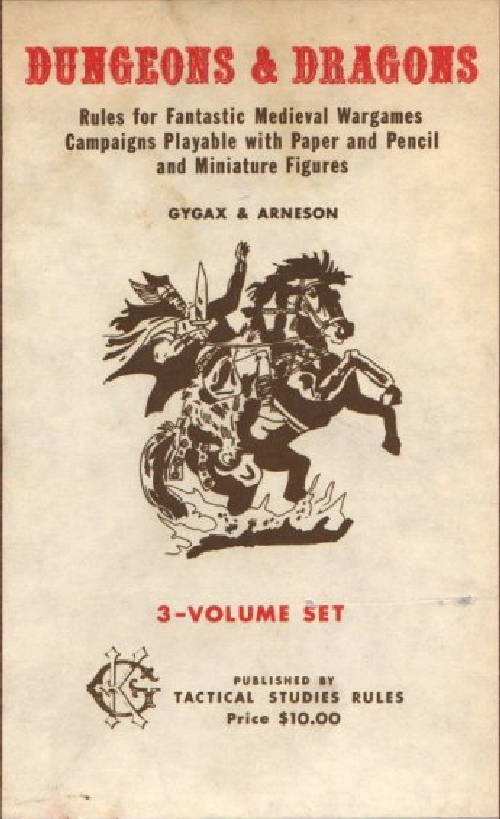 DUNGEONS & DRAGONS
Rules for Fantastic Medieval Wargames
Campaigns Playable with Paper and Pencil
and Miniature Figures
GYGAX & ARNESON
3-VOLUME SET
GK
PUBLISHED BY
TACTICAL STUDIES RULES
Price $10.00